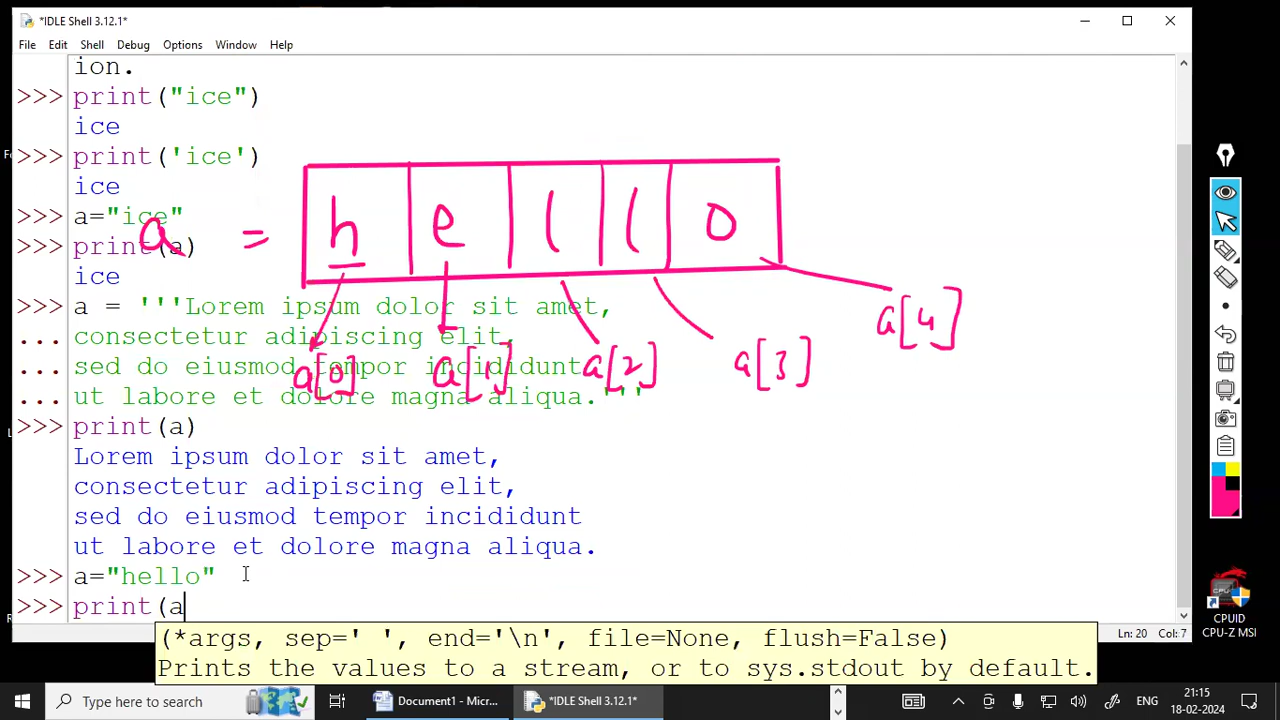 *IDLE Shell 3.12.1*
File Edit Shell Debug Options Window Help
ion.
>>> print("ice")
ice
>>> print('ice')
ice
>>> a="ice"
>>> print(a)
ice
>>> a = '''Lorem ipsum dolor sit amet,
... consectetur adipiscing elit,
... sed do eiusmod tempor incididunt
... ut labore et dolore magna aliqua.'''
>>> print(a)
Lorem ipsum dolor sit amet,
consectetur adipiscing elit,
sed do eiusmod tempor incididunt
ut labore et dolore magna aliqua.
>>> a="hello"
>>> print(a
(*args, sep=' ', end='\n', file=None, flush=False)
Prints the values to a stream, or to sys.stdout by default.
Ln: 20 Col: 7
a = h e l l o
a[0] a[1] a[2] a[3] a[4]
CPUID
CPU-Z MSI
Type here to search
Document1 - Micr...
*IDLE Shell 3.12.1*
ENG
21:15
18-02-2024